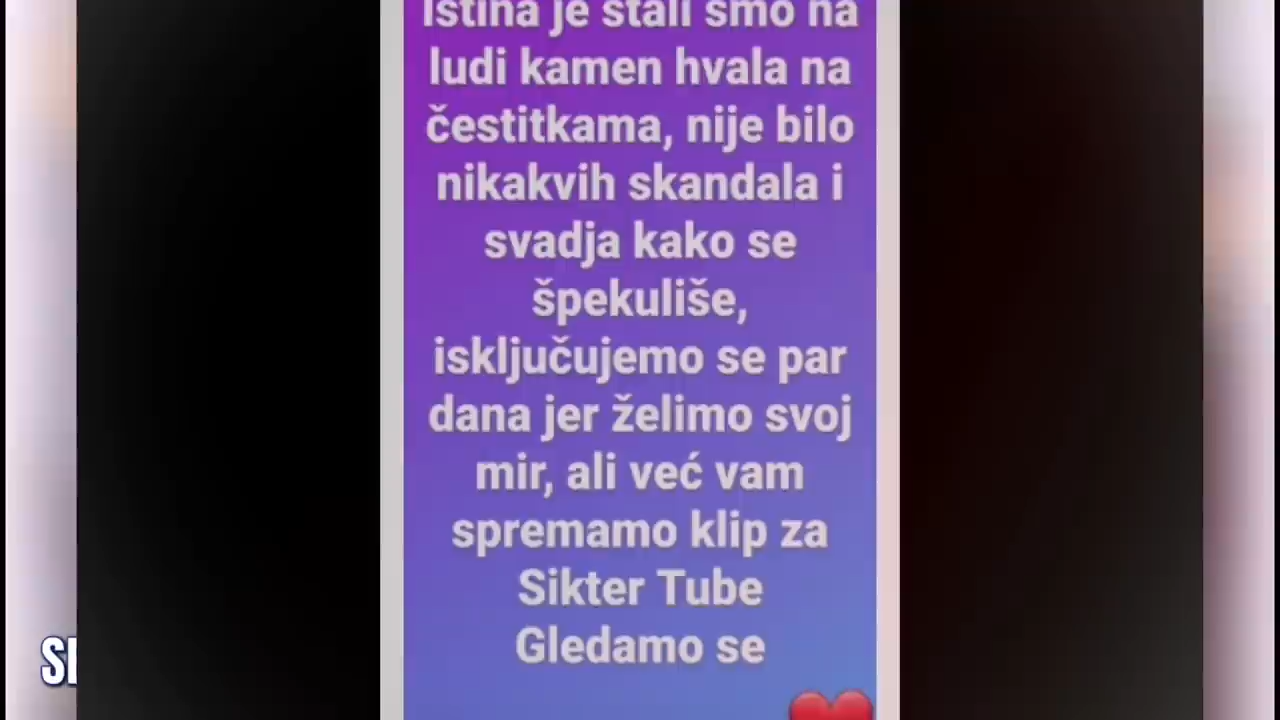 Istina je stali smo na
ludi kamen hvala na
čestitkama, nije bilo
nikakvih skandala i
svadja kako se
špekuliše,
isključujemo se par
dana jer želimo svoj
mir, ali već vam
spremamo klip za
Sikter Tube
Gledamo se